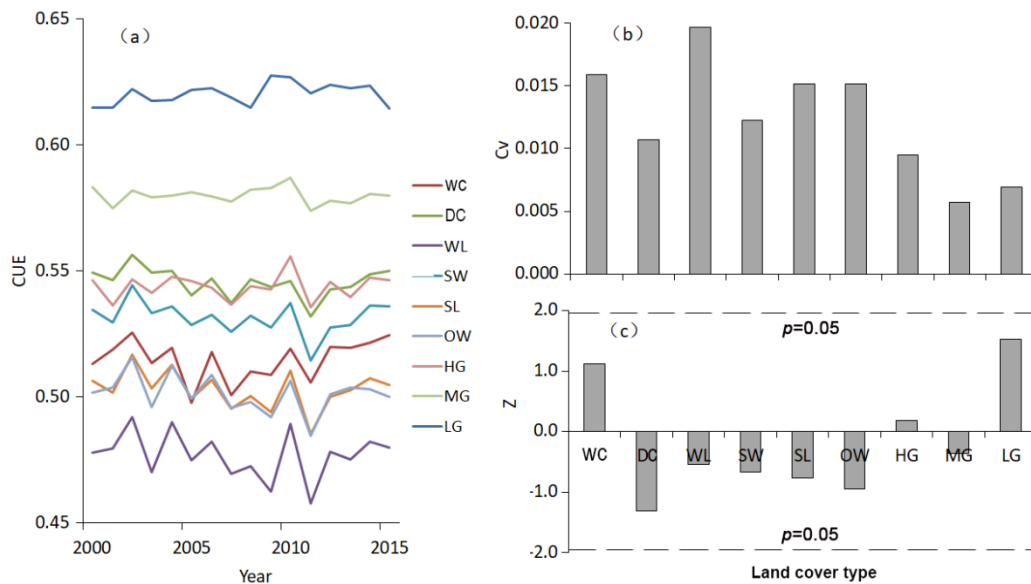 (a)
0.65
0.60
0.55
0.50
0.45
CUE
2000
2005
2010
2015
Year
WC
DC
WL
SW
SL
OW
HG
MG
LG
(b)
0.020
0.015
0.010
0.005
0.000
Cv
(c)
2.0
1.0
0.0
-1.0
-2.0
Z
p=0.05
WC DC WL SW SL OW HG MG LG
p=0.05
Land cover type